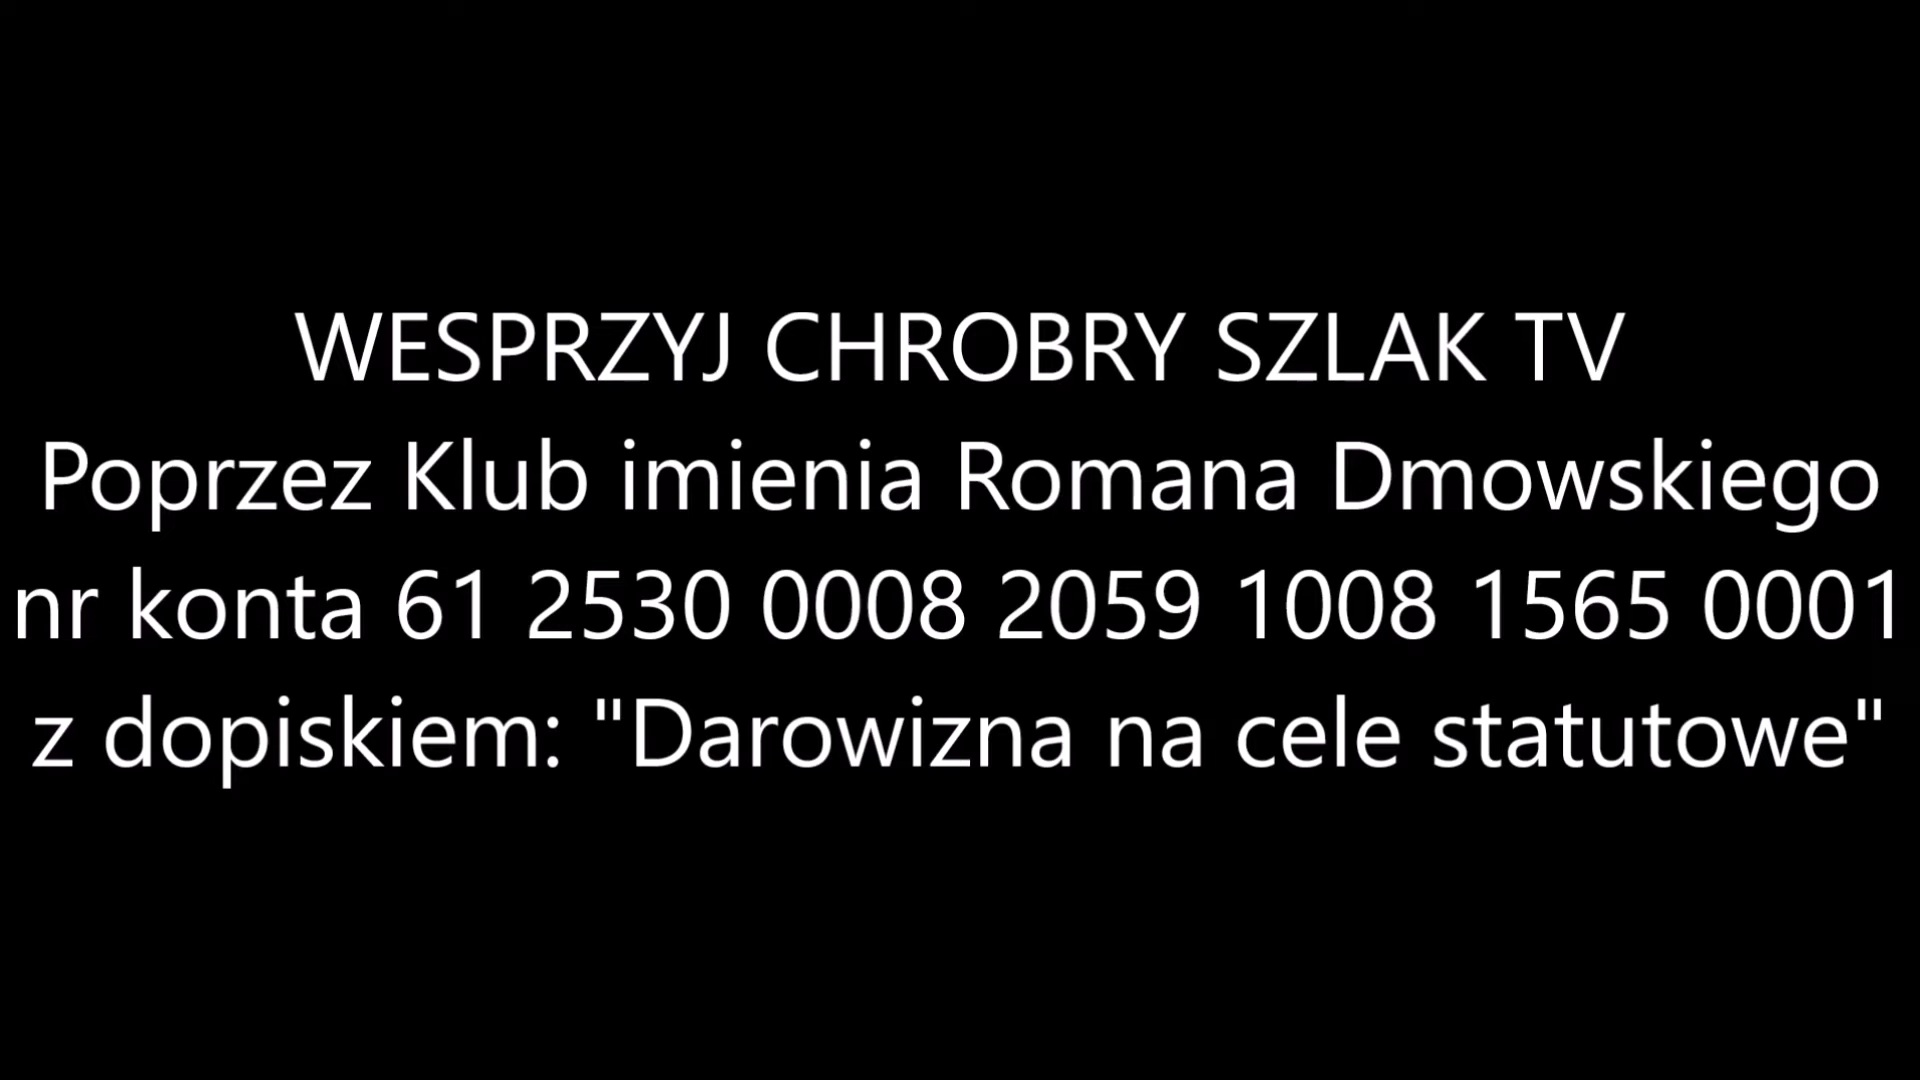 WESPRZYJ CHROBRY SZLAK TV
Poprzez Klub imienia Romana Dmowskiego
nr konta 61 2530 0008 2059 1008 1565 0001
z dopiskiem: "Darowizna na cele statutowe"